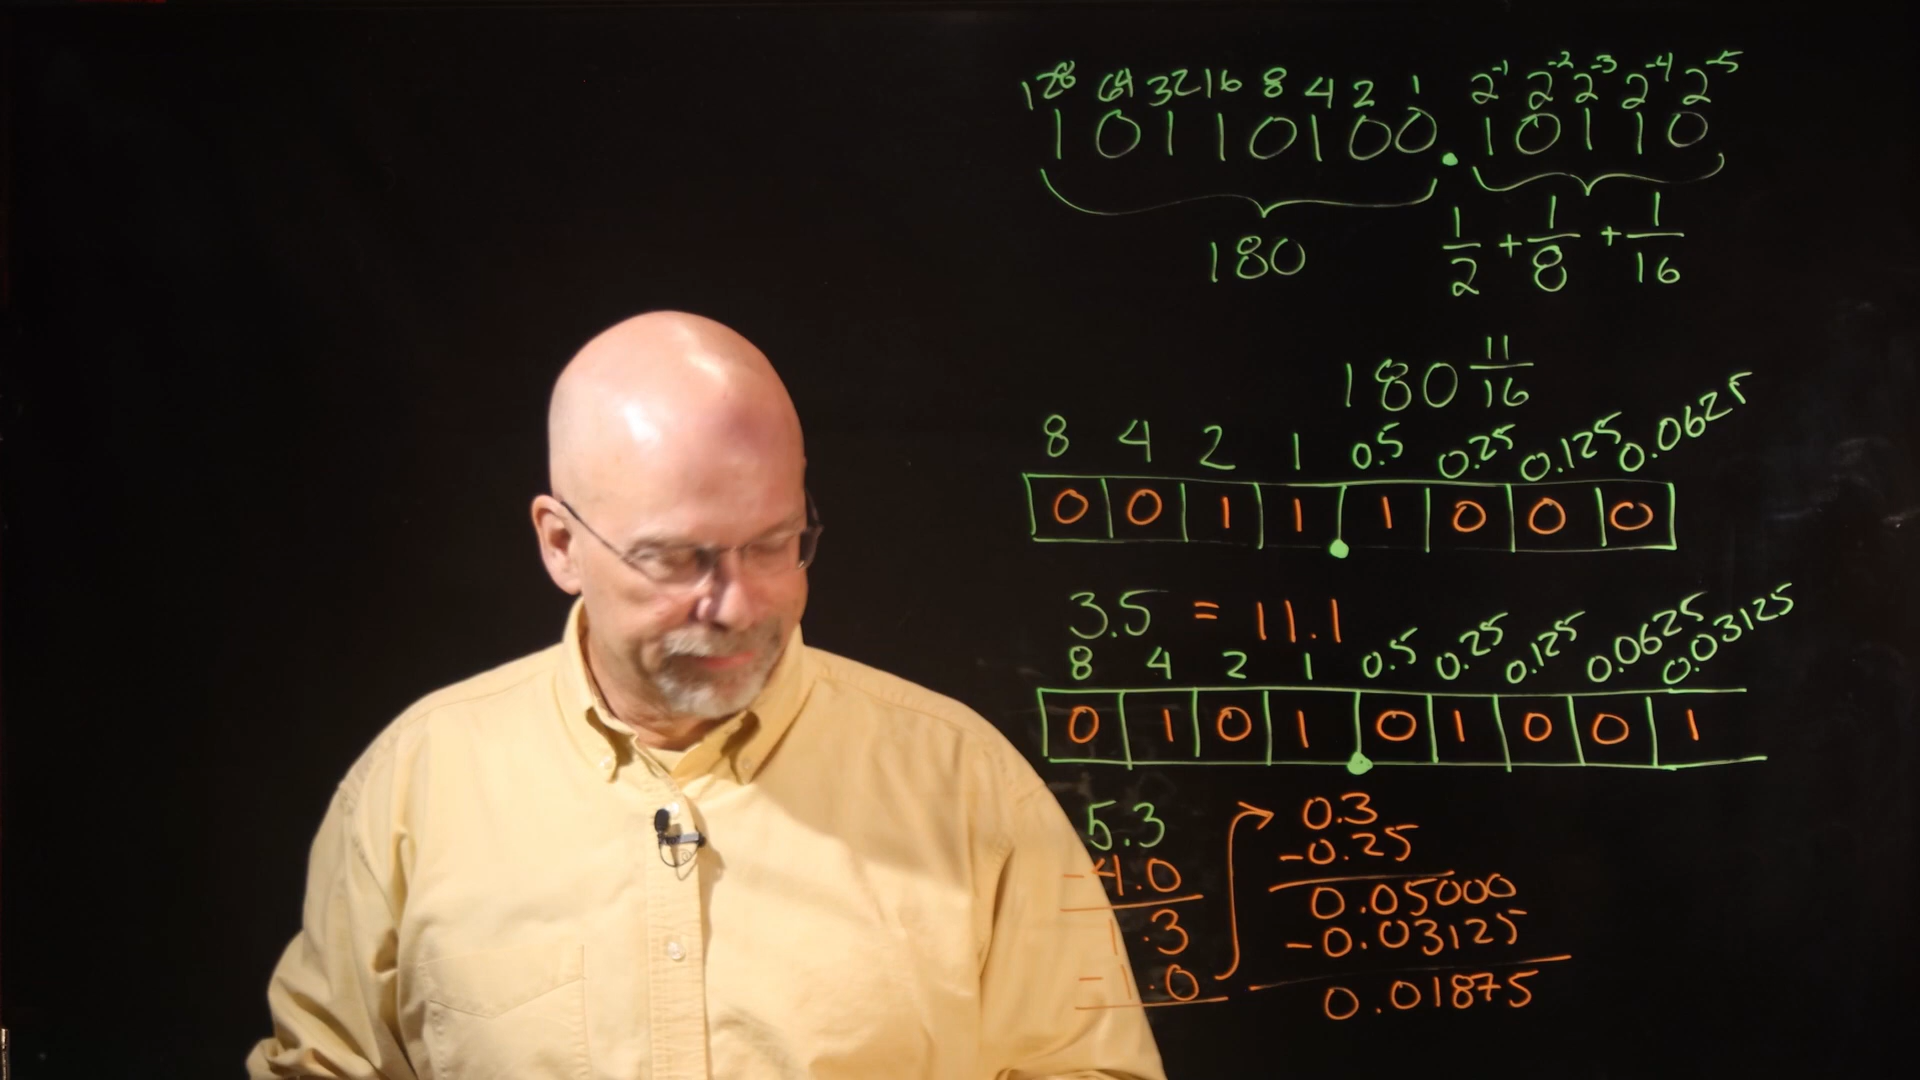 128 64 32 16 8 4 2 1 2⁻¹ 2⁻² 2⁻³ 2⁻⁴ 2⁻⁵
10110100.10110
180 1/2 + 1/8 + 1/16
180 11/16
8 4 2 1 0.5 0.25 0.125 0.0625
0 0 1 1 . 1 0 0 0
3.5 = 11.1
8 4 2 1 0.5 0.25 0.125 0.0625 0.03125
0 1 0 1 . 0 1 0 0 1
5.3
-4.0
1.3
-1.0
0.3
-0.25
0.05000
-0.03125
0.01875